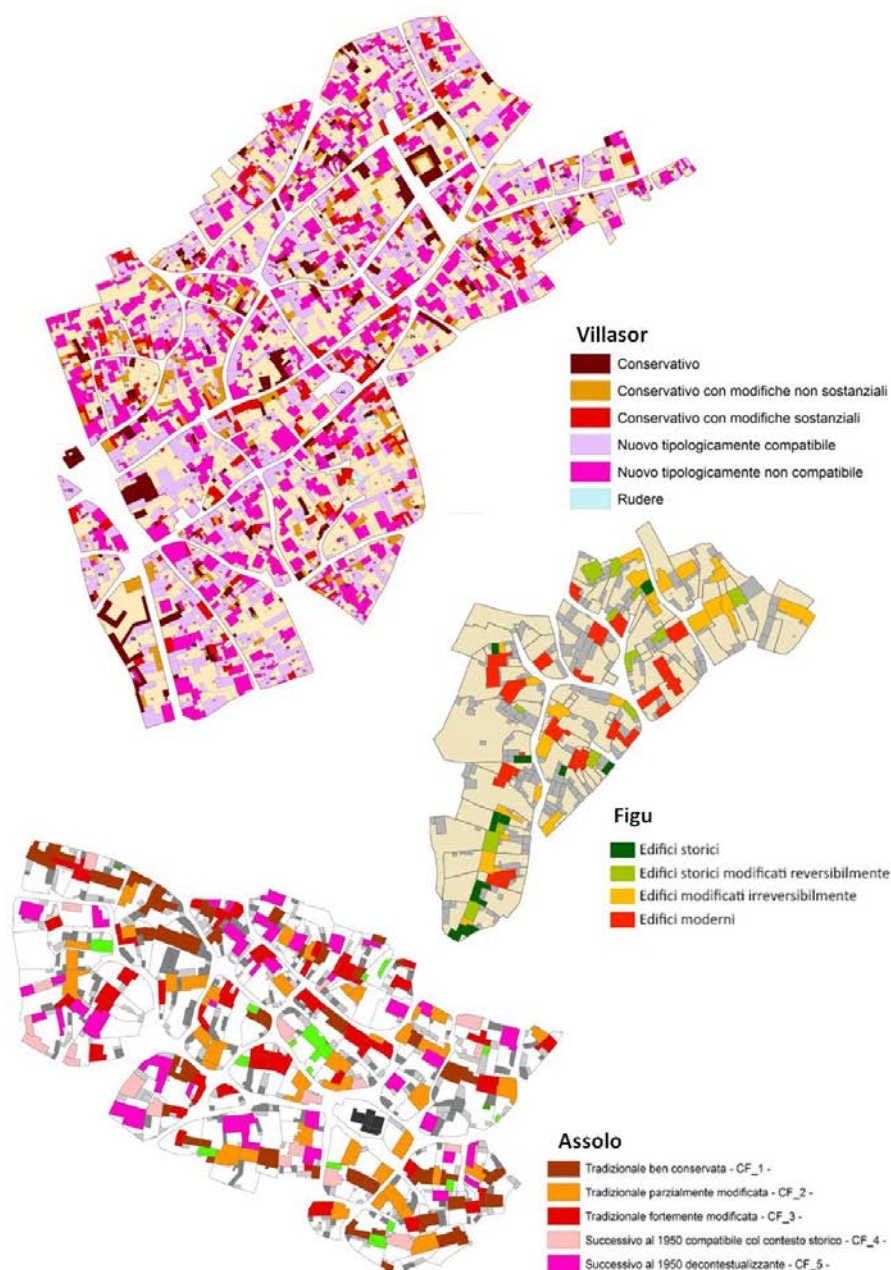 Villasor
Conservativo
Conservativo con modifiche non sostanziali
Conservativo con modifiche sostanziali
Nuovo tipologicamente compatibile
Nuovo tipologicamente non compatibile
Rudere
Figu
Edifici storici
Edifici storici modificati reversibilmente
Edifici modificati irreversibilmente
Edifici moderni
Assolo
Tradizionale ben conservata - CF_1 -
Tradizionale parzialmente modificata - CF_2 -
Tradizionale fortemente modificata - CF_3 -
Successivo al 1950 compatibile col contesto storico - CF_4 -
Successivo al 1950 decontestualizzante - CF_5 -